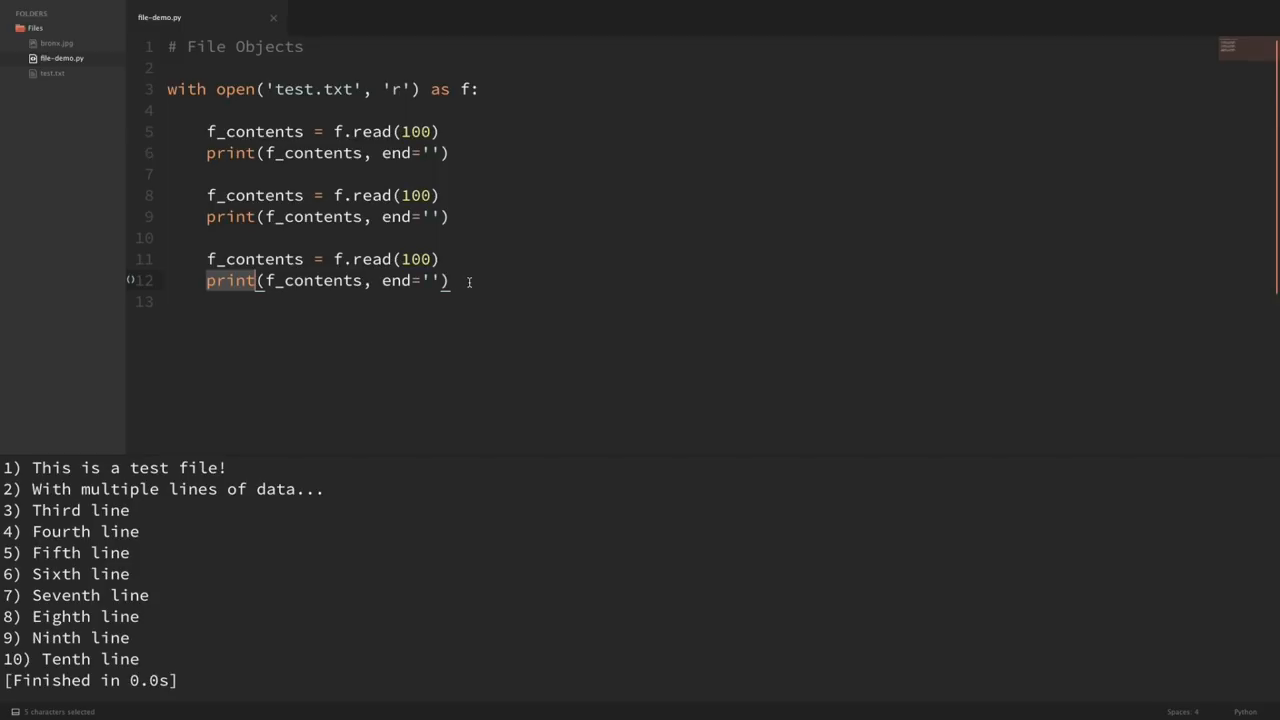 FOLDERS
Files
bronx.jpg
file-demo.py
test.txt
file-demo.py
1 # File Objects
2
3 with open('test.txt', 'r') as f:
4
5     f_contents = f.read(100)
6     print(f_contents, end='')
7
8     f_contents = f.read(100)
9     print(f_contents, end='')
10
11     f_contents = f.read(100)
12     print(f_contents, end='')
13
1) This is a test file!
2) With multiple lines of data...
3) Third line
4) Fourth line
5) Fifth line
6) Sixth line
7) Seventh line
8) Eighth line
9) Ninth line
10) Tenth line
[Finished in 0.0s]
5 characters selected
Spaces: 4
Python